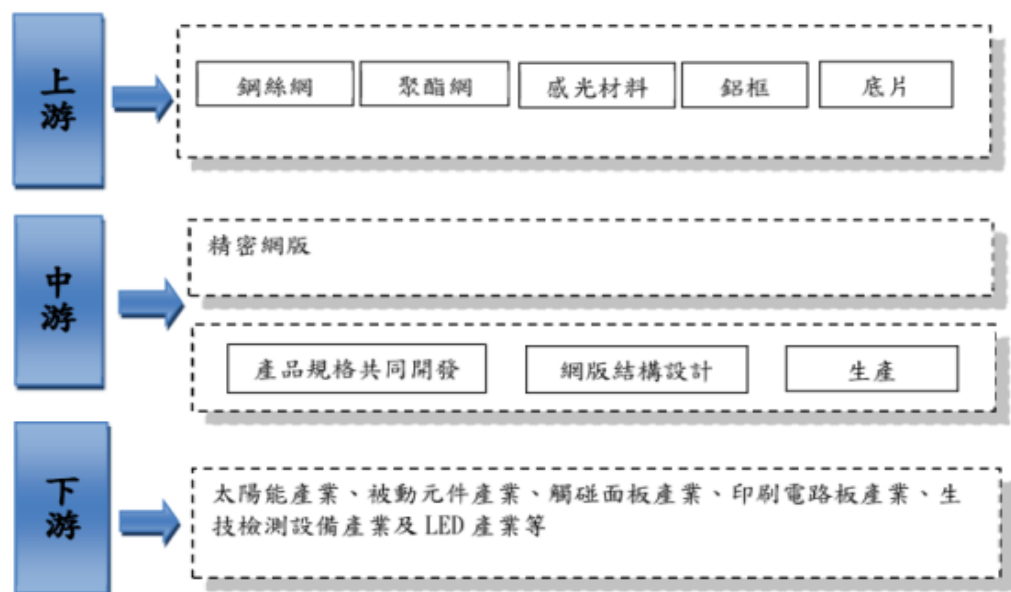 上游
鋼絲網
聚酯網
感光材料
鋁框
底片
中游
精密網版
產品規格共同開發
網版結構設計
生產
下游
太陽能產業、被動元件產業、觸碰面板產業、印刷電路板產業、生
技檢測設備產業及 LED 產業等